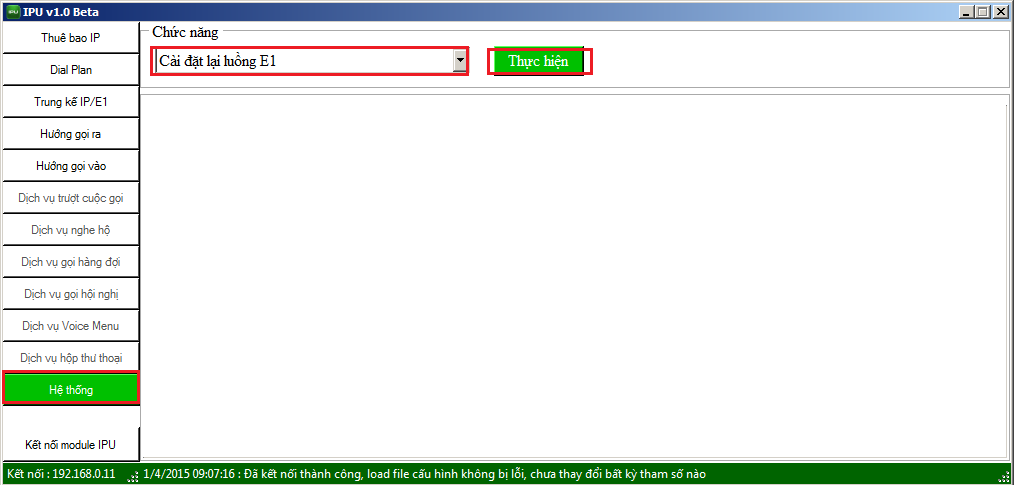 IPU IPU v1.0 Beta
Thuê bao IP
Dial Plan
Trung kế IP/E1
Hướng gọi ra
Hướng gọi vào
Dịch vụ trượt cuộc gọi
Dịch vụ nghe hộ
Dịch vụ gọi hàng đợi
Dịch vụ gọi hội nghị
Dịch vụ Voice Menu
Dịch vụ hộp thư thoại
Hệ thống
Kết nối module IPU
Chức năng
Cài đặt lại luồng E1
Thực hiện
Kết nối : 192.168.0.11
1/4/2015 09:07:16 : Đã kết nối thành công, load file cấu hình không bị lỗi, chưa thay đổi bất kỳ tham số nào